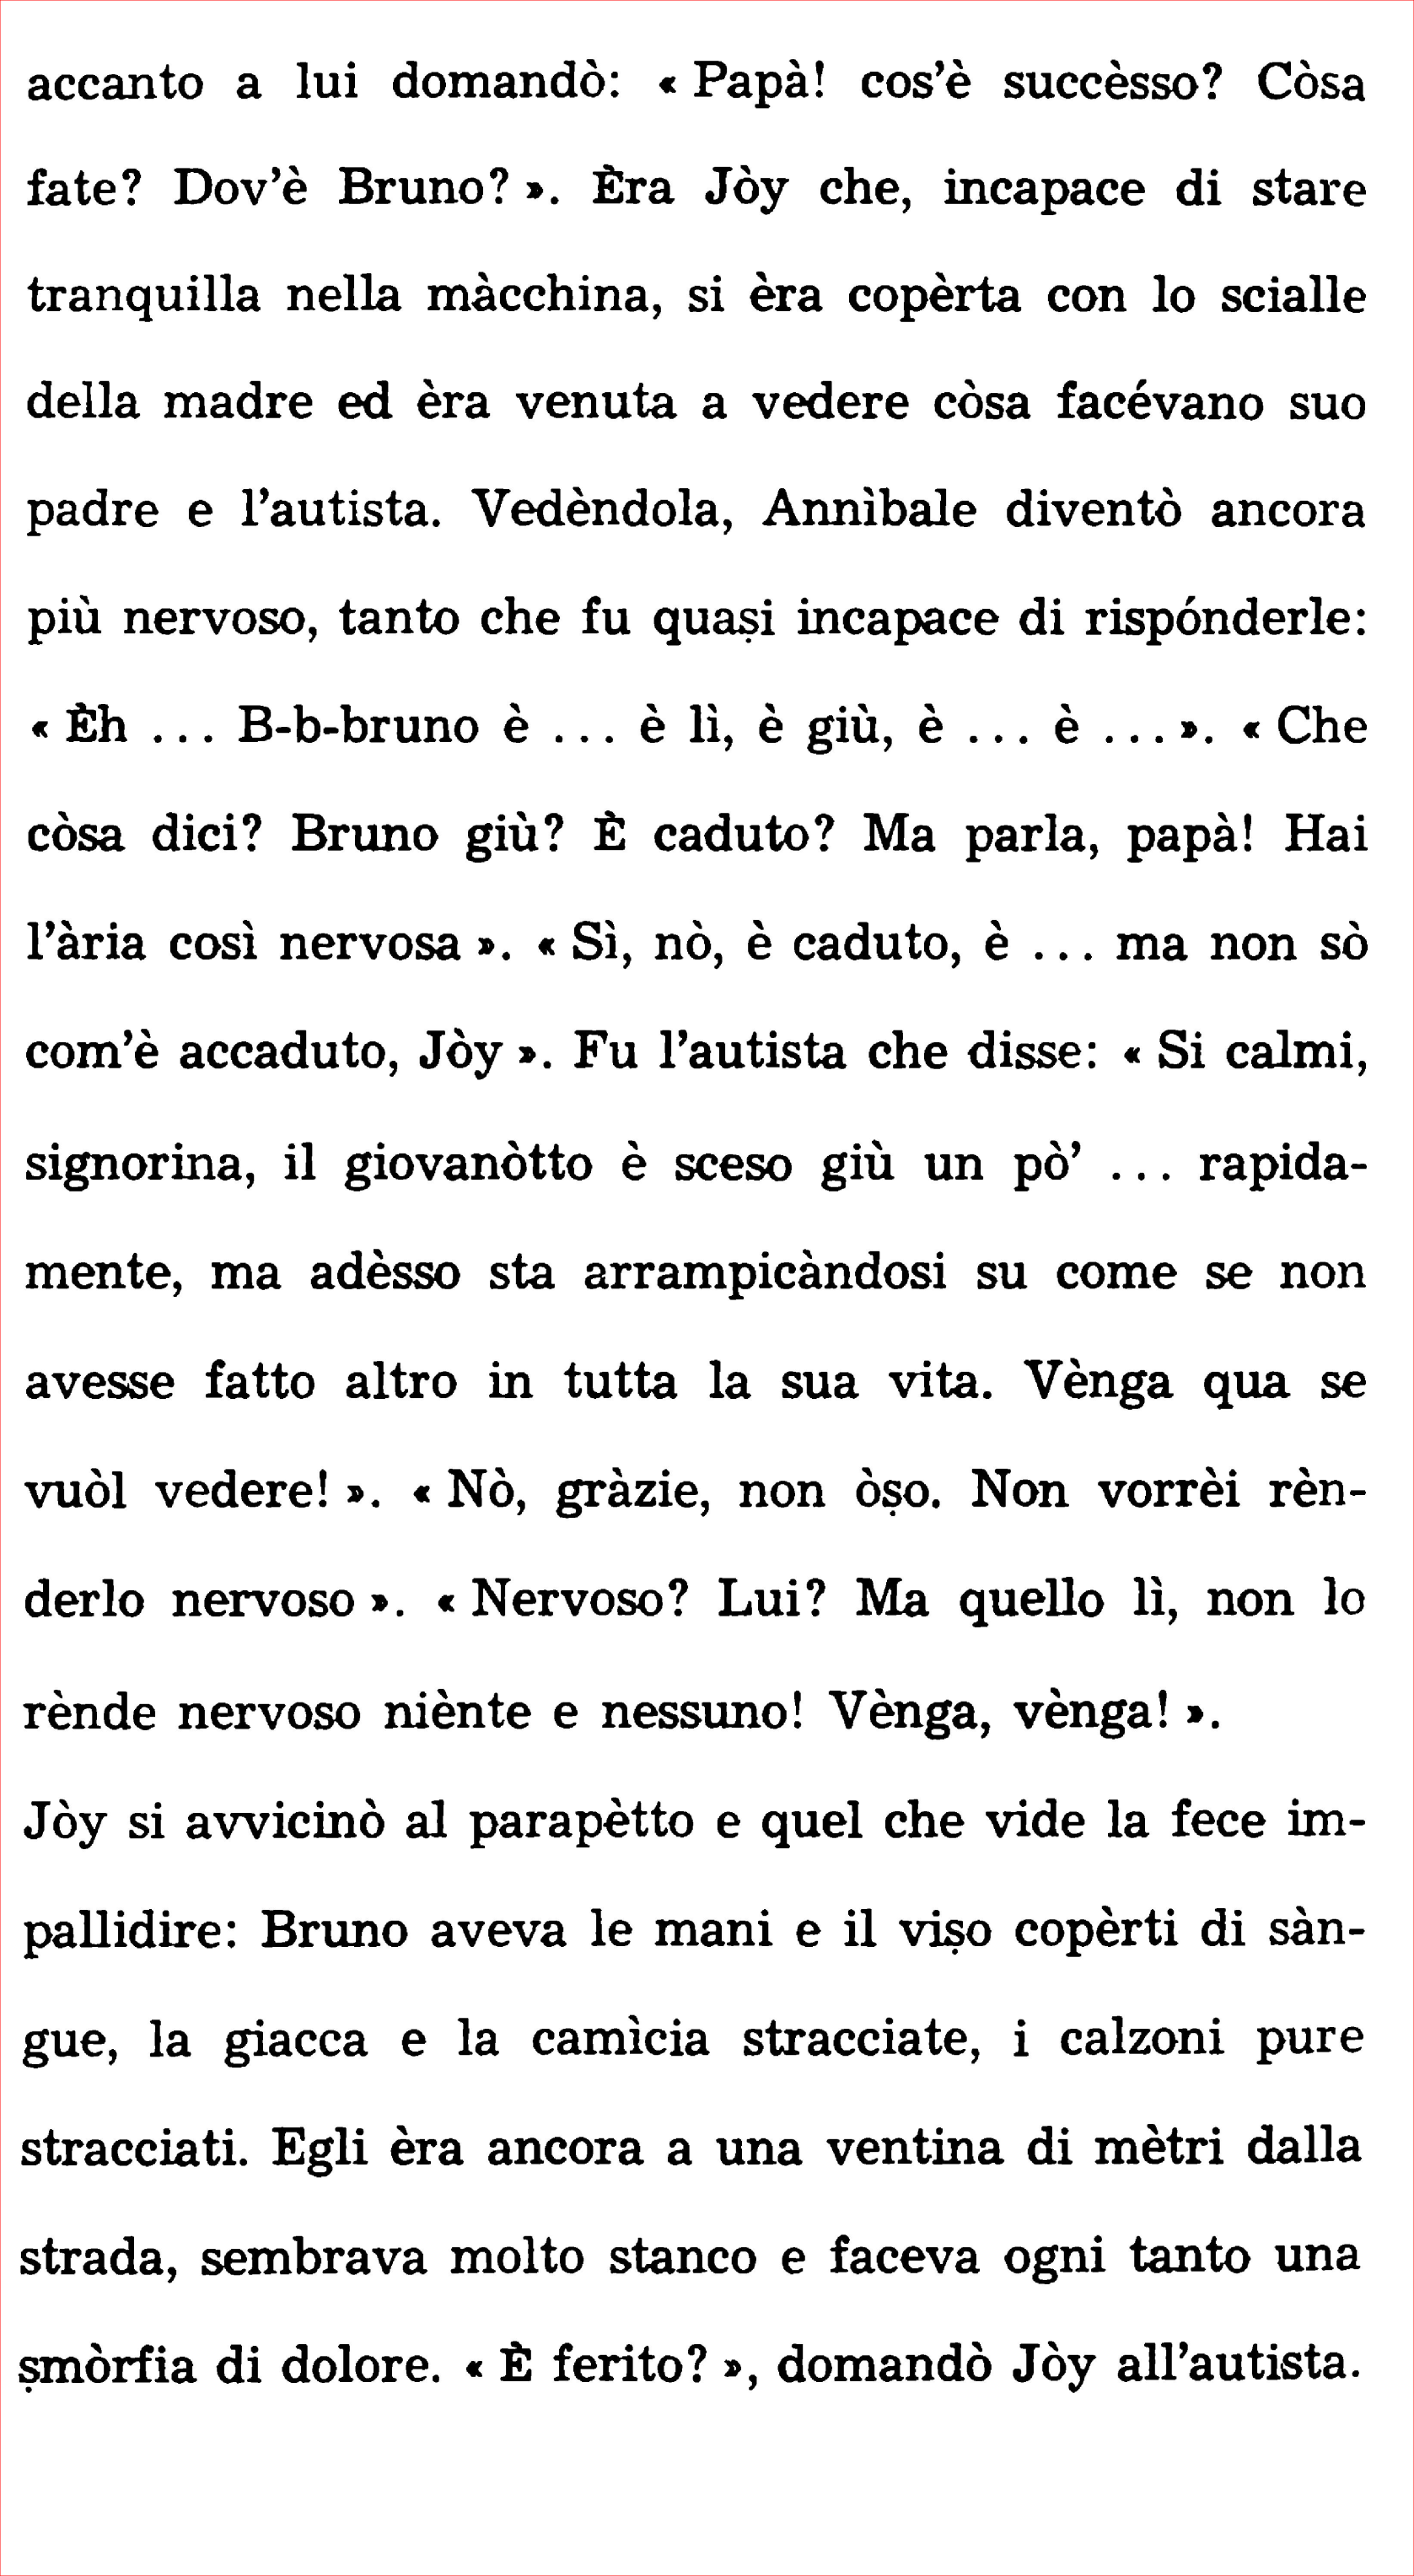 accanto a lui domandò: « Papà! cos’è succèsso? Còsa
fate? Dov’è Bruno? ». Èra Jòy che, incapace di stare
tranquilla nella màcchina, si èra copèrta con lo scialle
della madre ed èra venuta a vedere còsa facévano suo
padre e l’autista. Vedèndola, Annìbale diventò ancora
più nervoso, tanto che fu quaṣi incapace di rispónderle:
« Èh ... B-b-bruno è ... è lì, è giù, è ... è ... ». « Che
còsa dici? Bruno giù? È caduto? Ma parla, papà! Hai
l’ària così nervosa ». « Sì, nò, è caduto, è ... ma non sò
com’è accaduto, Jòy ». Fu l’autista che disse: « Si calmi,
signorina, il giovanòtto è sceso giù un pò’ ... rapida-
mente, ma adèsso sta arrampicàndosi su come se non
avesse fatto altro in tutta la sua vita. Vènga qua se
vuòl vedere! ». « Nò, gràzie, non òṣo. Non vorrèi rèn-
derlo nervoso ». « Nervoso? Lui? Ma quello lì, non lo
rènde nervoso niènte e nessuno! Vènga, vènga! ».
Jòy si avvicinò al parapètto e quel che vide la fece im-
pallidire: Bruno aveva le mani e il viṣo copèrti di sàn-
gue, la giacca e la camìcia stracciate, i calzoni pure
stracciati. Egli èra ancora a una ventina di mètri dalla
strada, sembrava molto stanco e faceva ogni tanto una
ṣmòrfia di dolore. « È ferito? », domandò Jòy all’autista.